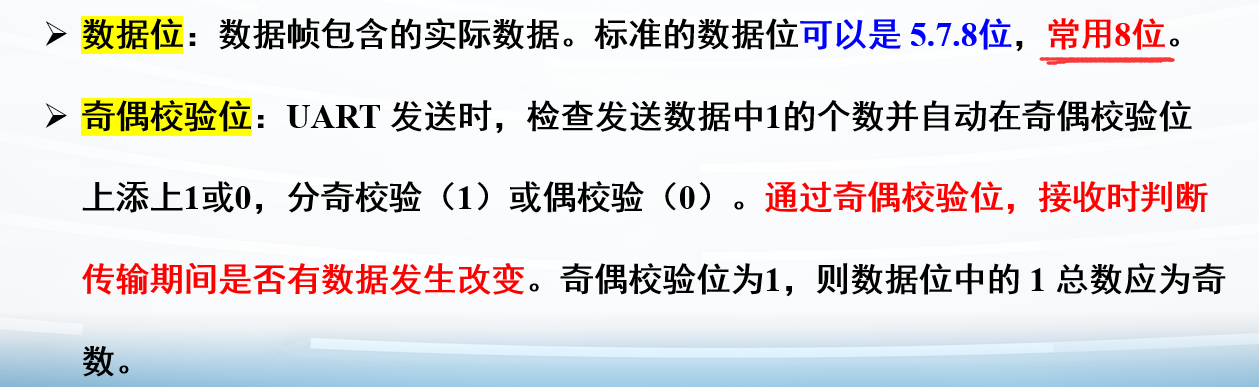 ➢ 数据位：数据帧包含的实际数据。标准的数据位可以是 5.7.8位，常用8位。
➢ 奇偶校验位：UART 发送时，检查发送数据中1的个数并自动在奇偶校验位
上添上1或0，分奇校验（1）或偶校验（0）。通过奇偶校验位，接收时判断
传输期间是否有数据发生改变。奇偶校验位为1，则数据位中的 1 总数应为奇
数。